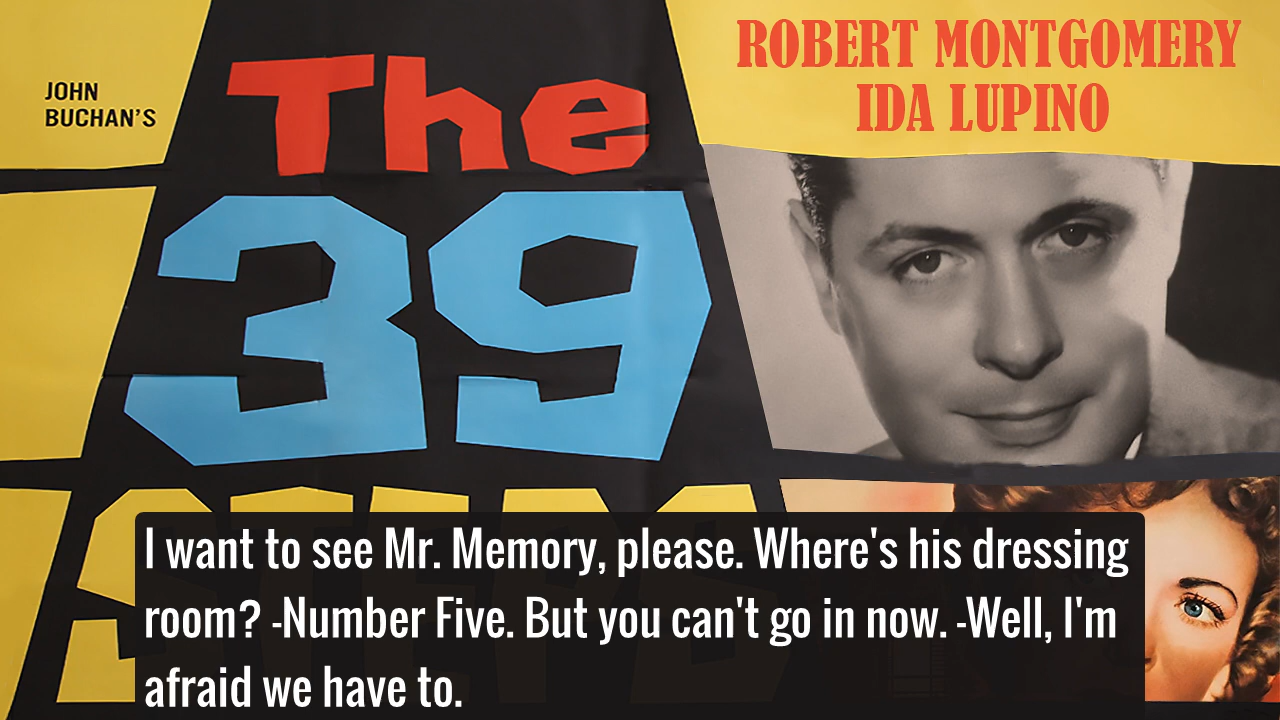 JOHN
BUCHAN'S
The
39
STEPS
ROBERT MONTGOMERY
IDA LUPINO
I want to see Mr. Memory, please. Where's his dressing
room? -Number Five. But you can't go in now. -Well, I'm
afraid we have to.